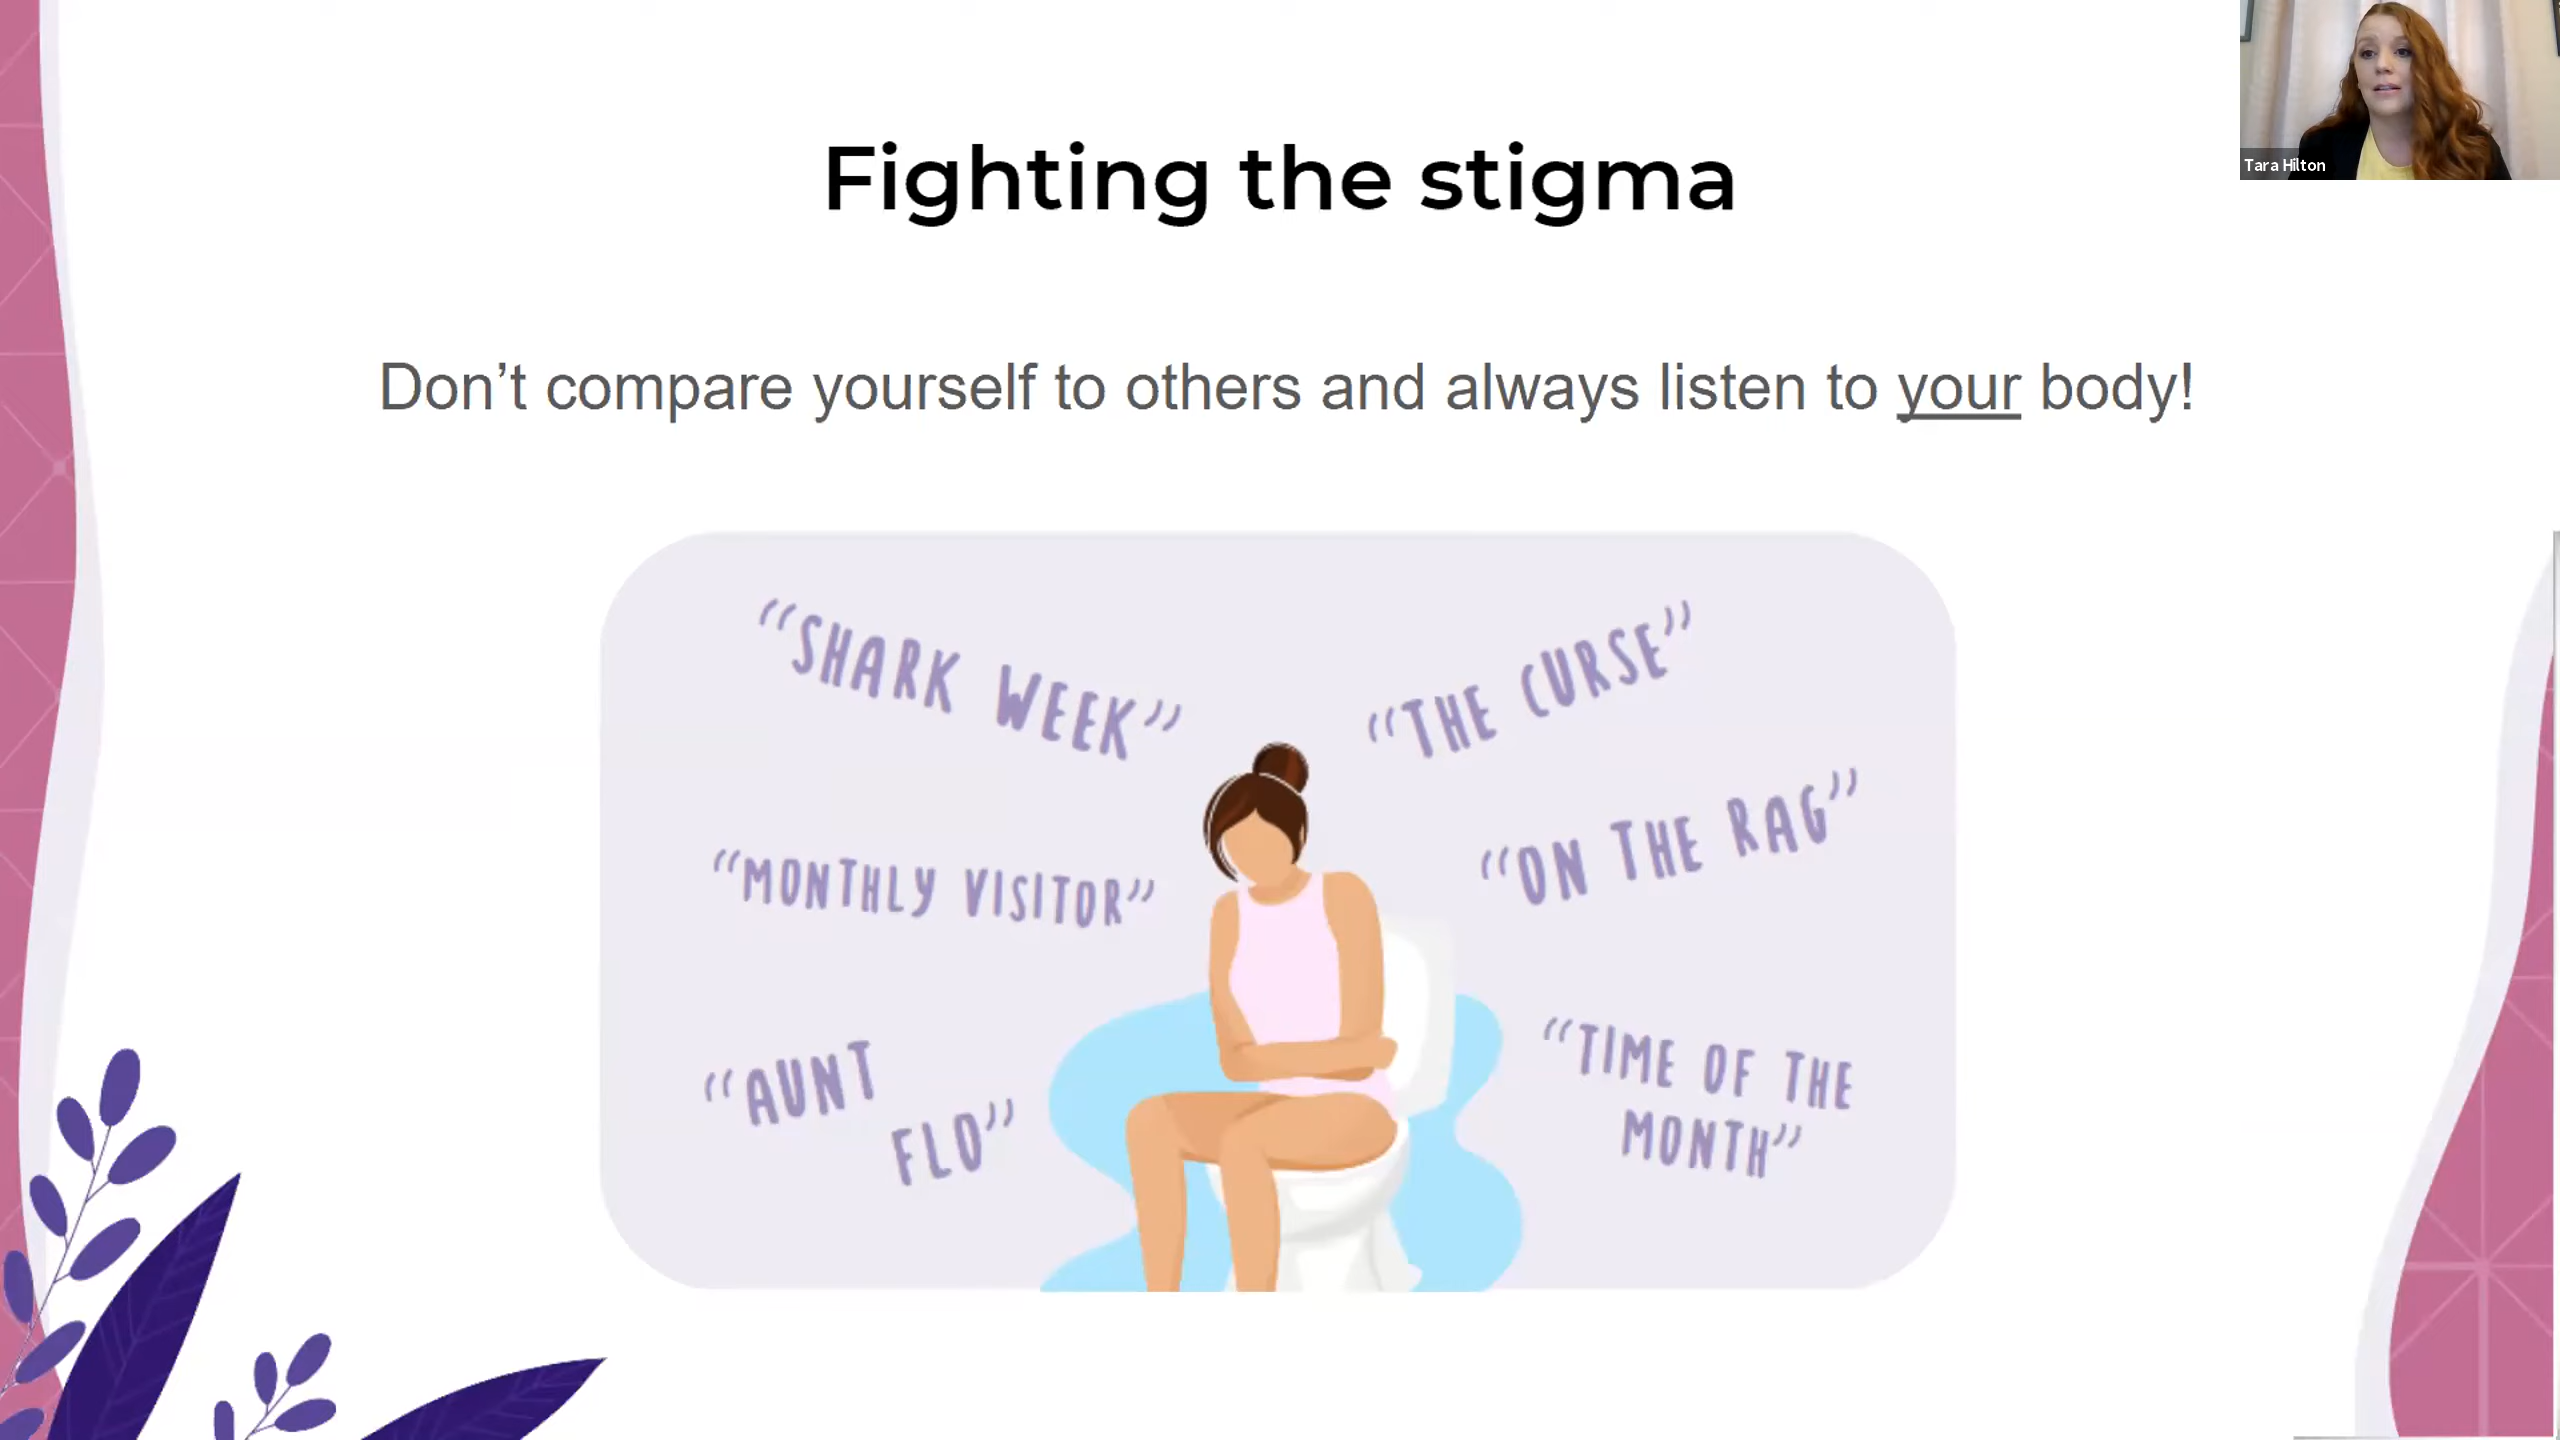 Tara Hilton
Fighting the stigma
Don’t compare yourself to others and always listen to your body!
“SHARK WEEK”
“THE CURSE”
“MONTHLY VISITOR”
“ON THE RAG”
“AUNT
FLO”
“TIME OF THE
MONTH”